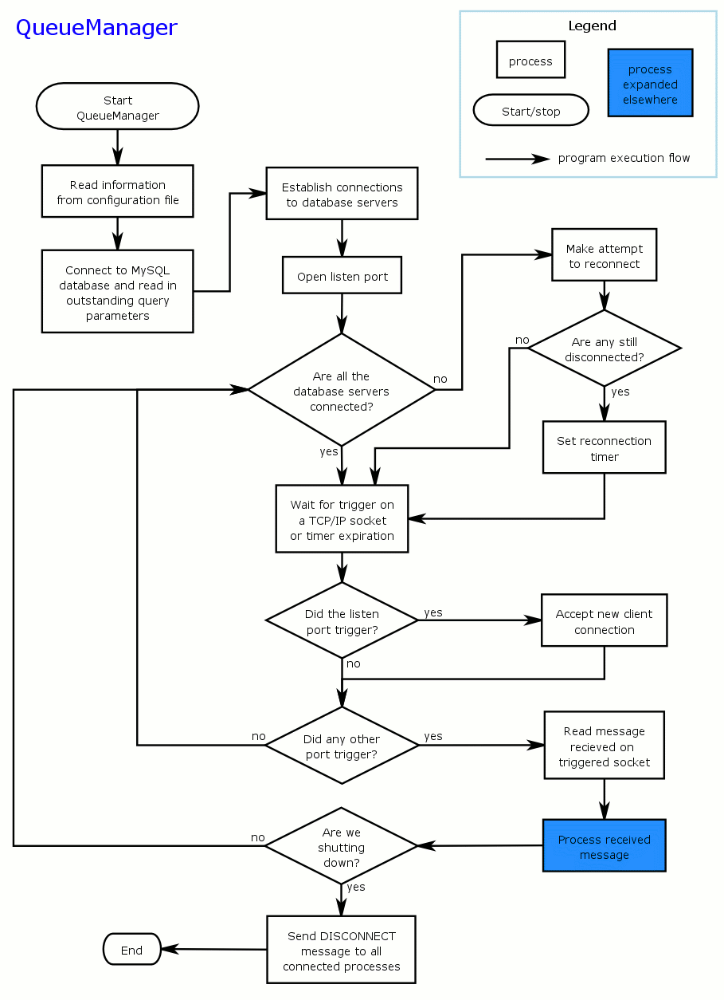 QueueManager
Legend
process
process
expanded
elsewhere
Start/stop
program execution flow
Start
QueueManager
Read information
from configuration file
Connect to MySQL
database and read in
outstanding query
parameters
Establish connections
to database servers
Open listen port
Are all the
database servers
connected?
no
yes
Make attempt
to reconnect
Are any still
disconnected?
no
yes
Set reconnection
timer
Wait for trigger on
a TCP/IP socket
or timer expiration
Did the listen
port trigger?
yes
no
Accept new client
connection
Did any other
port trigger?
no
yes
Read message
recieved on
triggered socket
Process received
message
Are we
shutting
down?
no
yes
Send DISCONNECT
message to all
connected processes
End